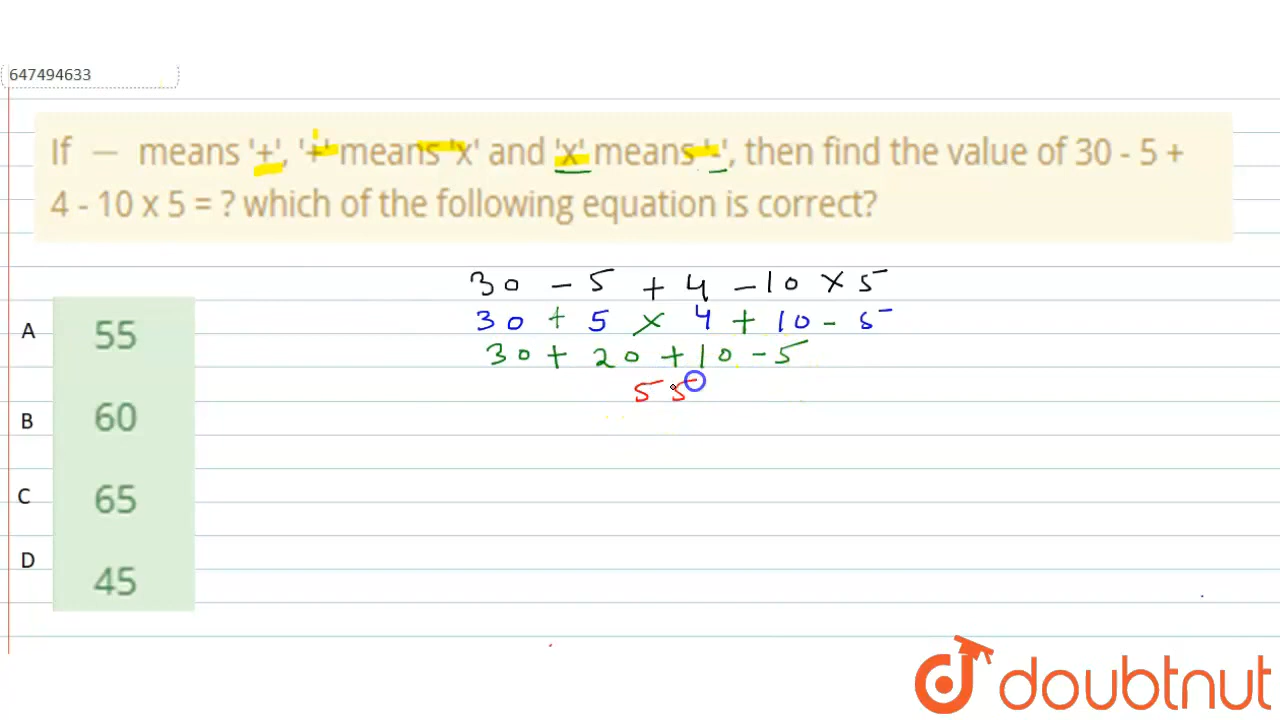 647494633
If — means '+', '+' means 'x' and 'x' means '-', then find the value of 30 - 5 +
4 - 10 x 5 = ? which of the following equation is correct?
30 - 5 + 4 - 10 × 5
30 + 5 × 4 + 10 - 5
30 + 20 + 10 - 5
55
A 55
B 60
C 65
D 45
doubtnut